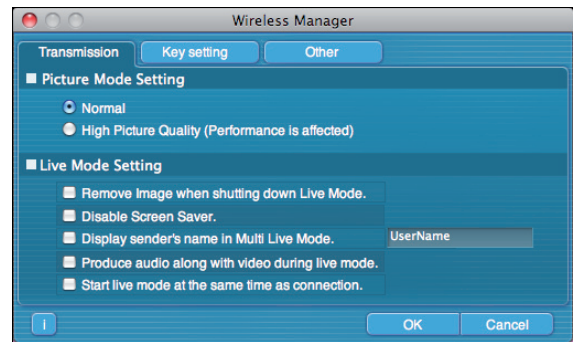 Wireless Manager
Transmission Key setting Other
Picture Mode Setting
Normal
High Picture Quality (Performance is affected)
Live Mode Setting
Remove Image when shutting down Live Mode.
Disable Screen Saver.
Display sender's name in Multi Live Mode. UserName
Produce audio along with video during live mode.
Start live mode at the same time as connection.
i OK Cancel